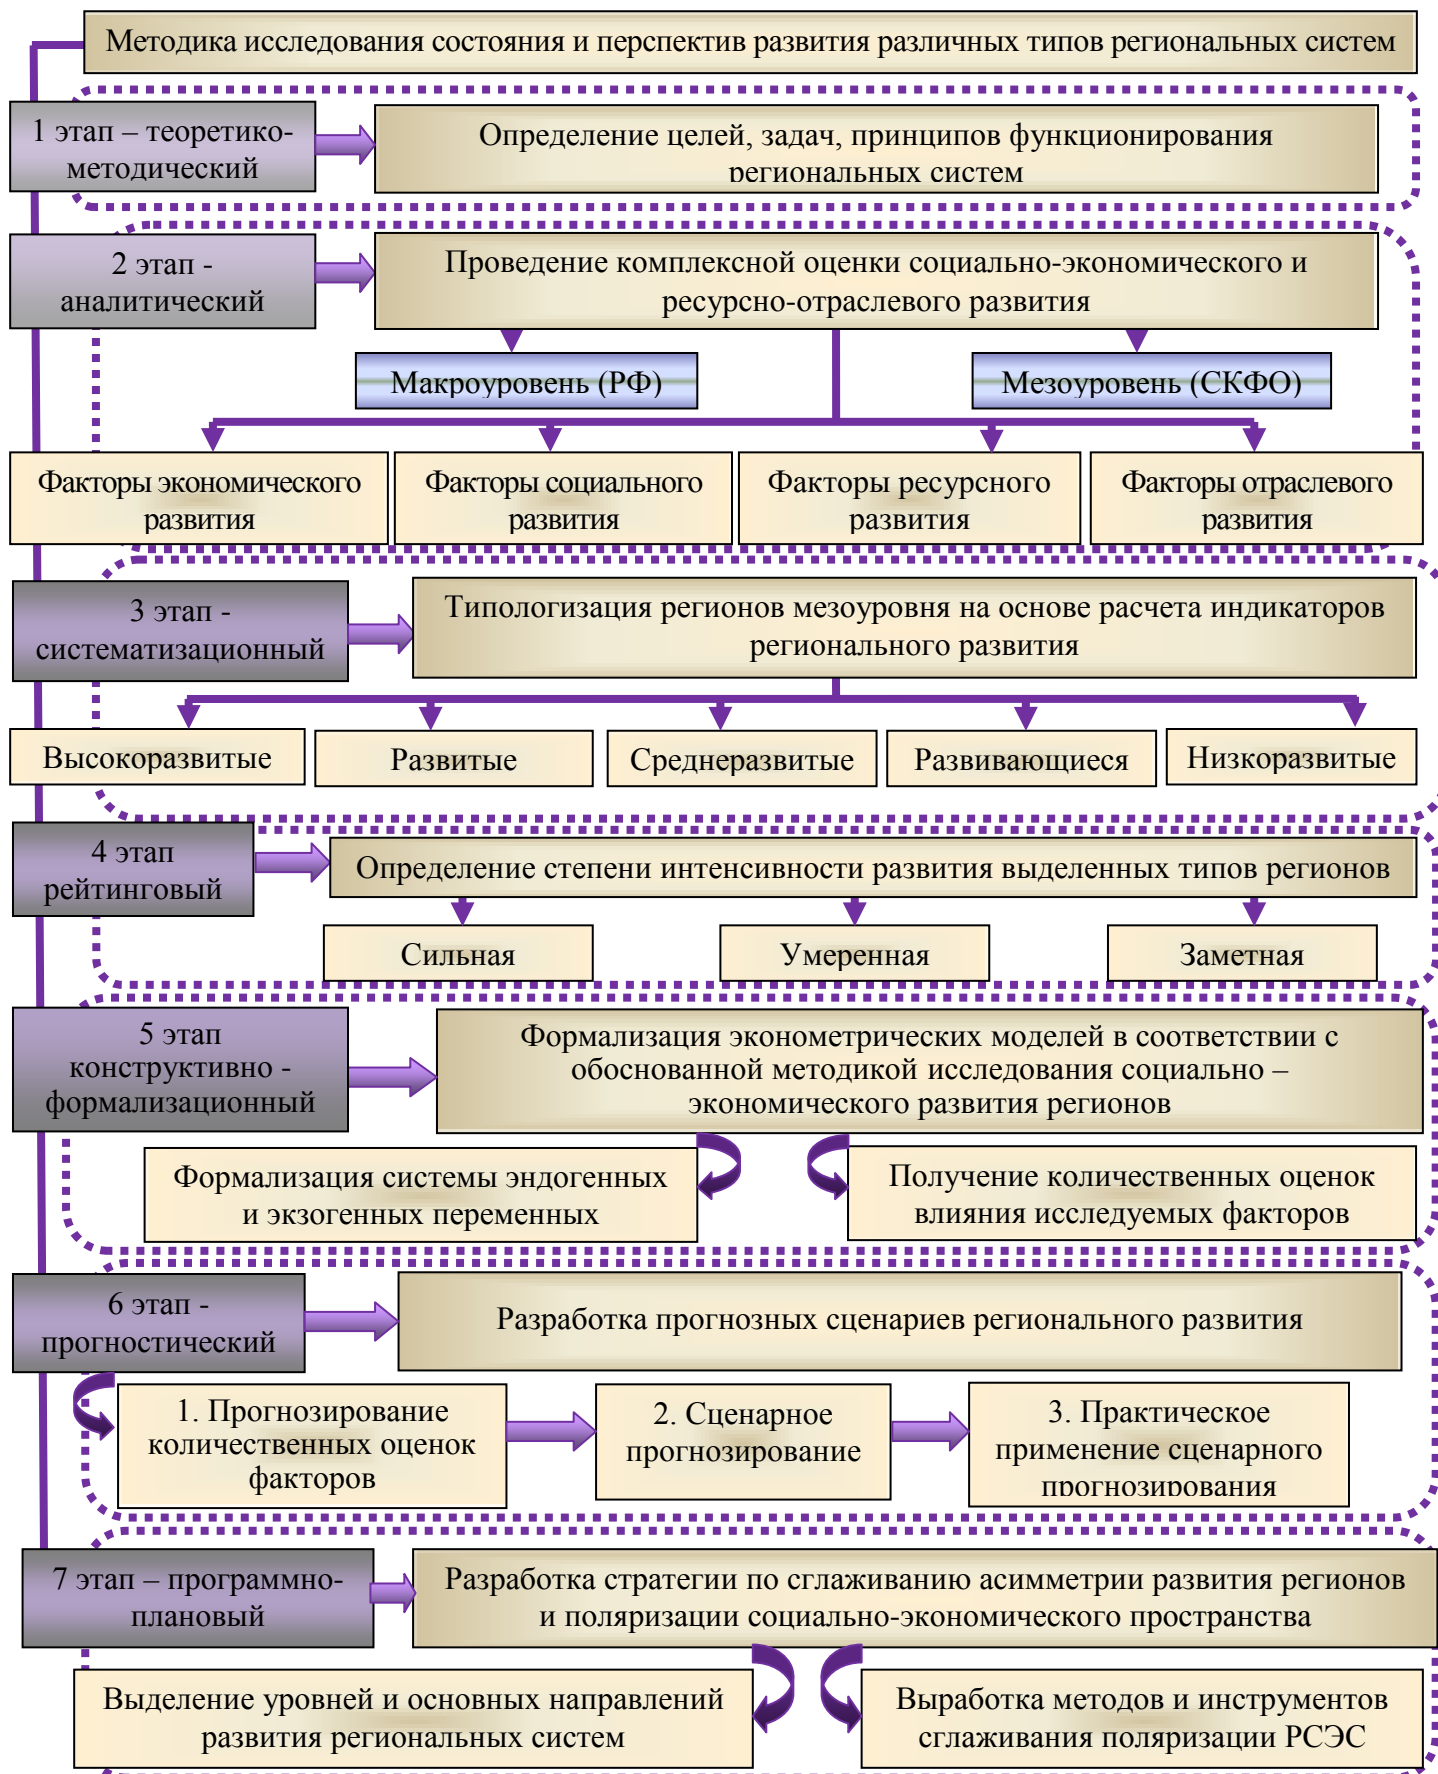 Методика исследования состояния и перспектив развития различных типов региональных систем
1 этап – теоретико-
методический
Определение целей, задач, принципов функционирования
региональных систем
2 этап -
аналитический
Проведение комплексной оценки социально-экономического и
ресурсно-отраслевого развития
Макроуровень (РФ)
Мезоуровень (СКФО)
Факторы экономического
развития
Факторы социального
развития
Факторы ресурсного
развития
Факторы отраслевого
развития
3 этап -
систематизационный
Типологизация регионов мезоуровня на основе расчета индикаторов
регионального развития
Высокоразвитые
Развитые
Среднеразвитые
Развивающиеся
Низкоразвитые
4 этап
рейтинговый
Определение степени интенсивности развития выделенных типов регионов
Сильная
Умеренная
Заметная
5 этап
конструктивно -
формализационный
Формализация эконометрических моделей в соответствии с
обоснованной методикой исследования социально –
экономического развития регионов
Формализация системы эндогенных
и экзогенных переменных
Получение количественных оценок
влияния исследуемых факторов
6 этап -
прогностический
Разработка прогнозных сценариев регионального развития
1. Прогнозирование
количественных оценок
факторов
2. Сценарное
прогнозирование
3. Практическое
применение сценарного
прогнозирования
7 этап – программно-
плановый
Разработка стратегии по сглаживанию асимметрии развития регионов
и поляризации социально-экономического пространства
Выделение уровней и основных направлений
развития региональных систем
Выработка методов и инструментов
сглаживания поляризации РСЭС